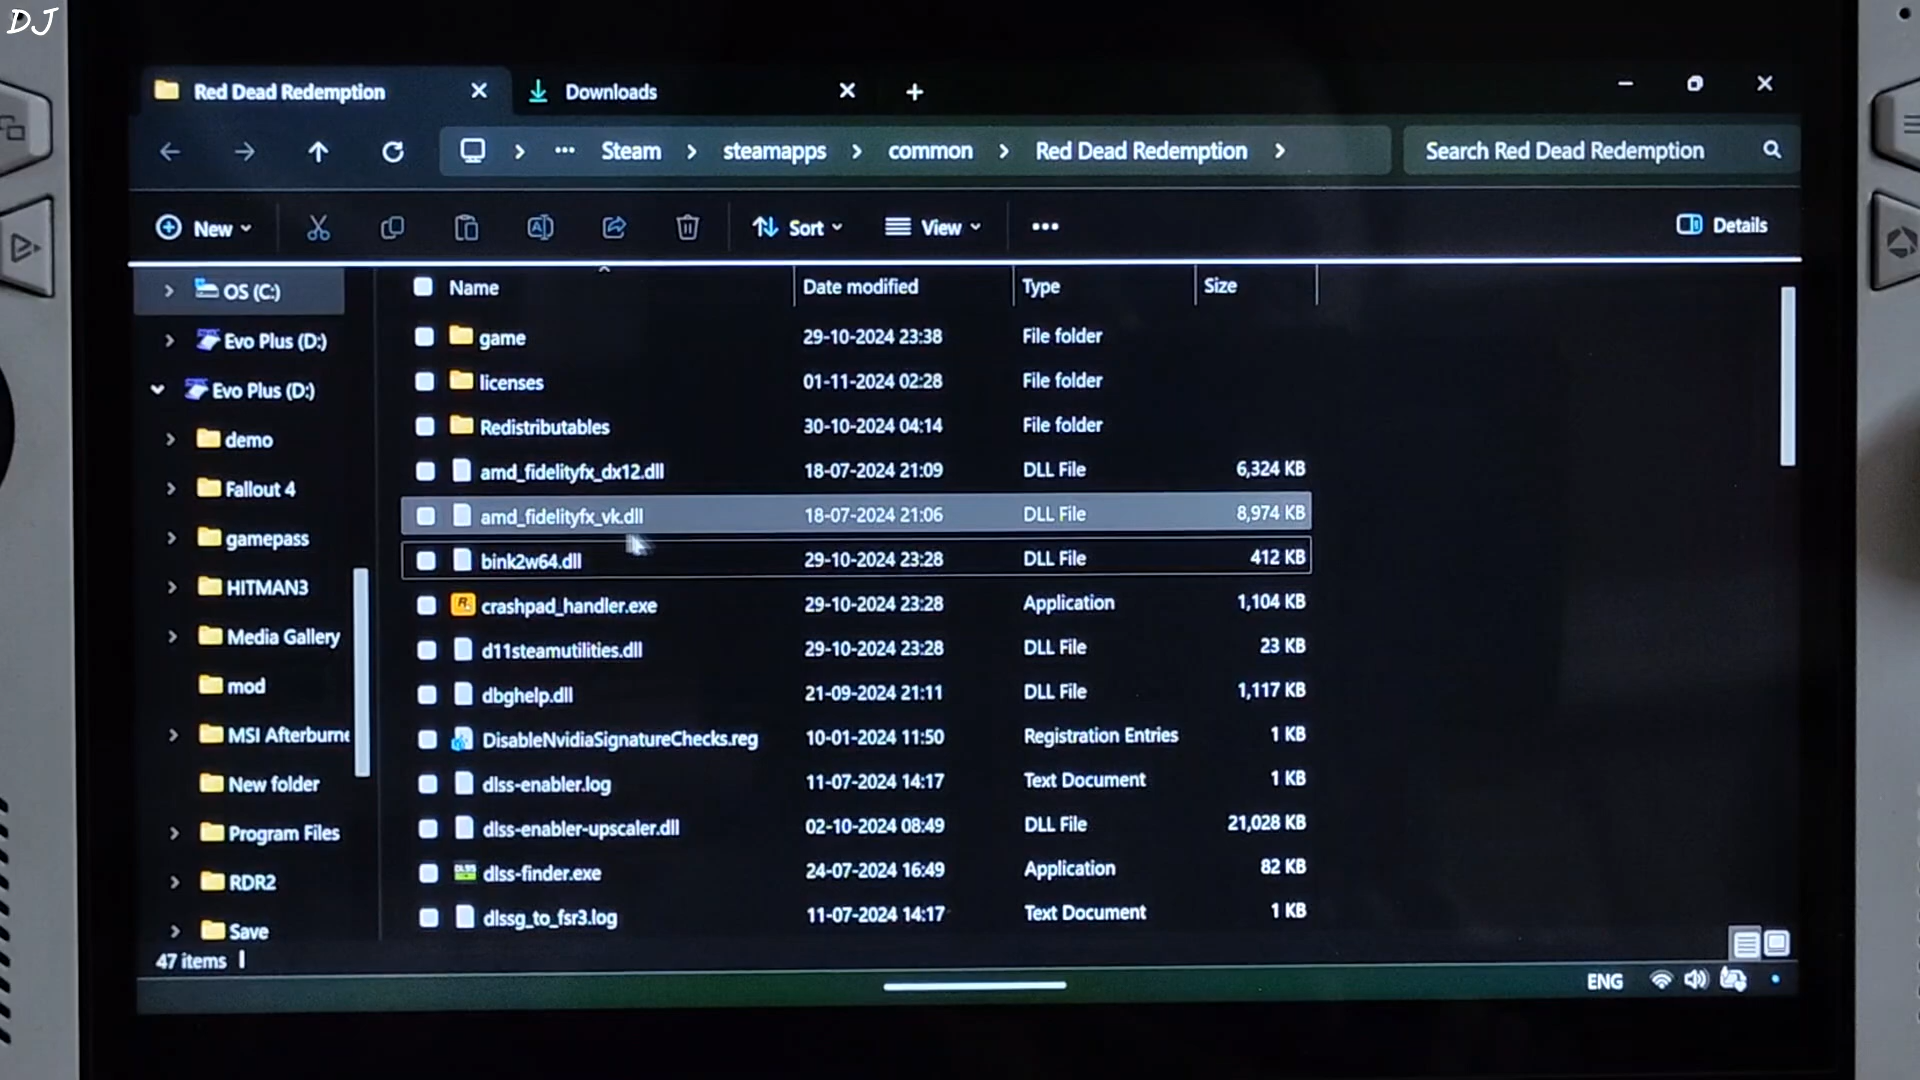 DJ
Red Dead Redemption
Downloads
Steam > steamapps > common > Red Dead Redemption >
Search Red Dead Redemption
New
Sort
View
Details
Name Date modified Type Size
OS (C:)
Evo Plus (D:)
Evo Plus (D:)
demo
Fallout 4
gamepass
HITMAN3
Media Gallery
mod
MSI Afterburne
New folder
Program Files
RDR2
Save
game 29-10-2024 23:38 File folder
licenses 01-11-2024 02:28 File folder
Redistributables 30-10-2024 04:14 File folder
amd_fidelityfx_dx12.dll 18-07-2024 21:09 DLL File 6,324 KB
amd_fidelityfx_vk.dll 18-07-2024 21:06 DLL File 8,974 KB
bink2w64.dll 29-10-2024 23:28 DLL File 412 KB
crashpad_handler.exe 29-10-2024 23:28 Application 1,104 KB
d11steamutilities.dll 29-10-2024 23:28 DLL File 23 KB
dbghelp.dll 21-09-2024 21:11 DLL File 1,117 KB
DisableNvidiaSignatureChecks.reg 10-01-2024 11:50 Registration Entries 1 KB
dlss-enabler.log 11-07-2024 14:17 Text Document 1 KB
dlss-enabler-upscaler.dll 02-10-2024 08:49 DLL File 21,028 KB
dlss-finder.exe 24-07-2024 16:49 Application 82 KB
dlssg_to_fsr3.log 11-07-2024 14:17 Text Document 1 KB
47 items
ENG